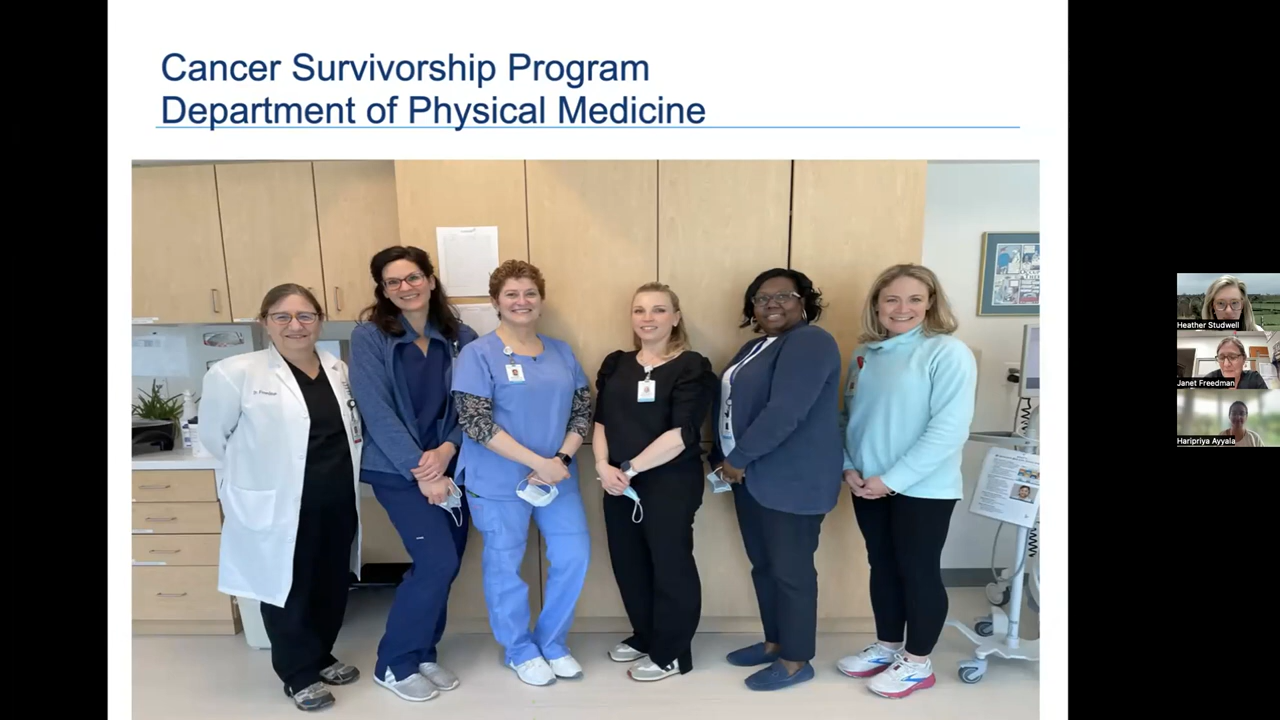 Cancer Survivorship Program
Department of Physical Medicine
Heather Studwell
Janet Freedman
Haripriya Ayyala